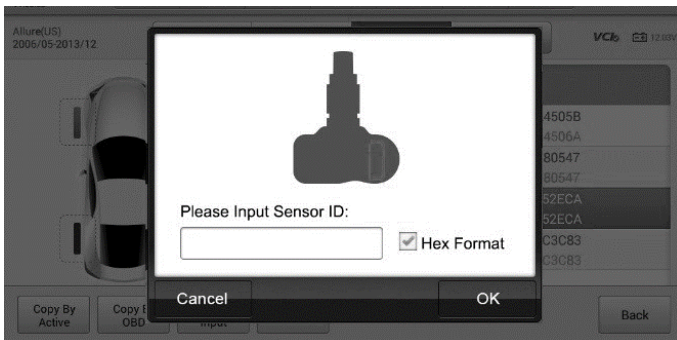 Allure(US)
2006/05-2013/12
VCI
12.03V
4505B
4506A
80547
80547
52ECA
52ECA
C3C83
C3C83
Please Input Sensor ID:
Hex Format
Cancel
OK
Copy By
Active
Copy
OBD
Input
Back